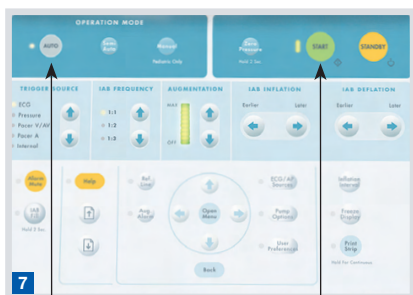 OPERATION MODE
AUTO
Semi Auto
Manual
Pediatric Only
Zero Pressure
Hold 2 Sec
START
STANDBY
TRIGGER SOURCE
ECG
Pressure
Pacer V/AV
Pacer A
Internal
IAB FREQUENCY
1:1
1:2
1:3
AUGMENTATION
MAX
OFF
IAB INFLATION
Earlier Later
IAB DEFLATION
Earlier Later
Alarm Mute
IAB Fill
Hold 2 Sec
Help
Ref. Line
Aug. Alarm
Open Menu
Back
ECG/AP Sources
Pump Options
User Preferences
Inflation Interval
Freeze Display
Print Strip
Hold for Continuous
7